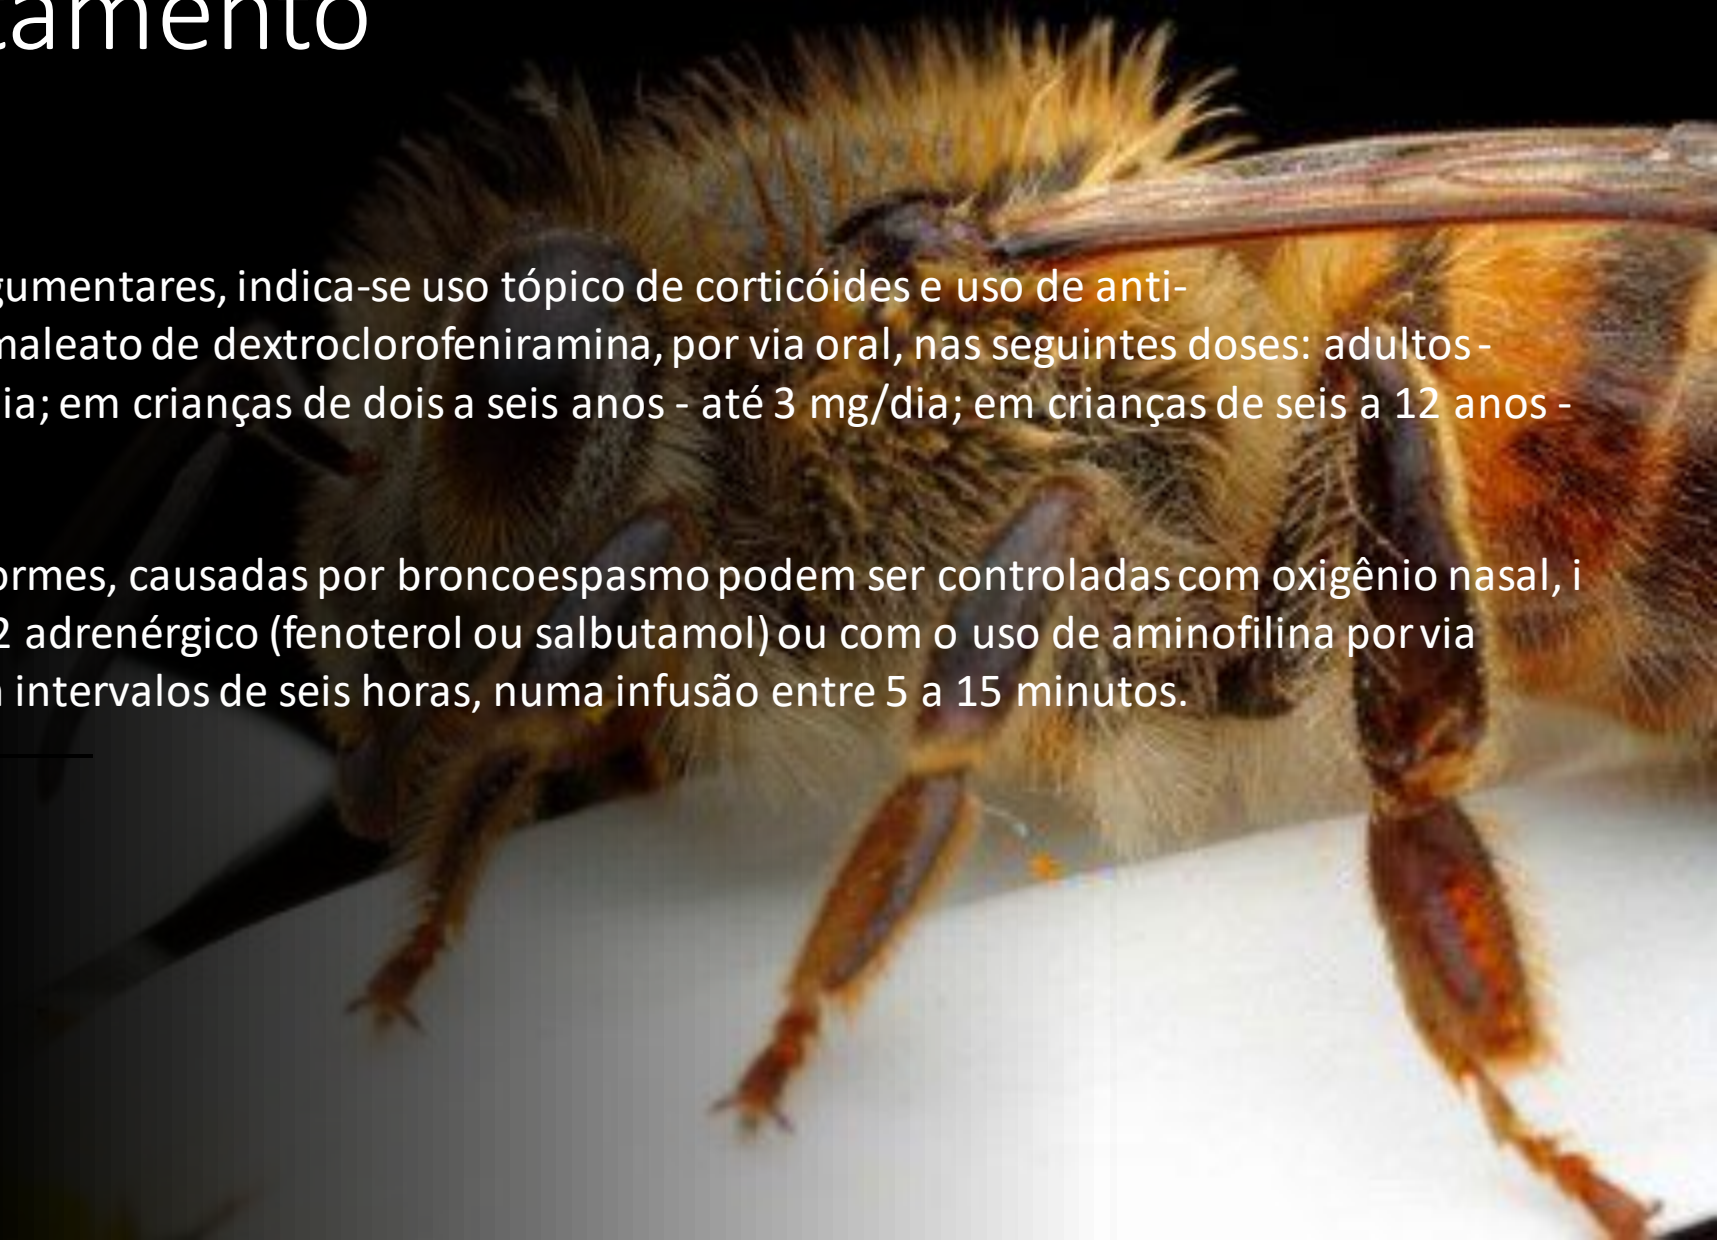 tamento
gumentares, indica-se uso tópico de corticóides e uso de anti-
maleato de dextroclorofeniramina, por via oral, nas seguintes doses: adultos -
ia; em crianças de dois a seis anos - até 3 mg/dia; em crianças de seis a 12 anos -
ormes, causadas por broncoespasmo podem ser controladas com oxigênio nasal, i
2 adrenérgico (fenoterol ou salbutamol) ou com o uso de aminofilina por via
intervalos de seis horas, numa infusão entre 5 a 15 minutos.